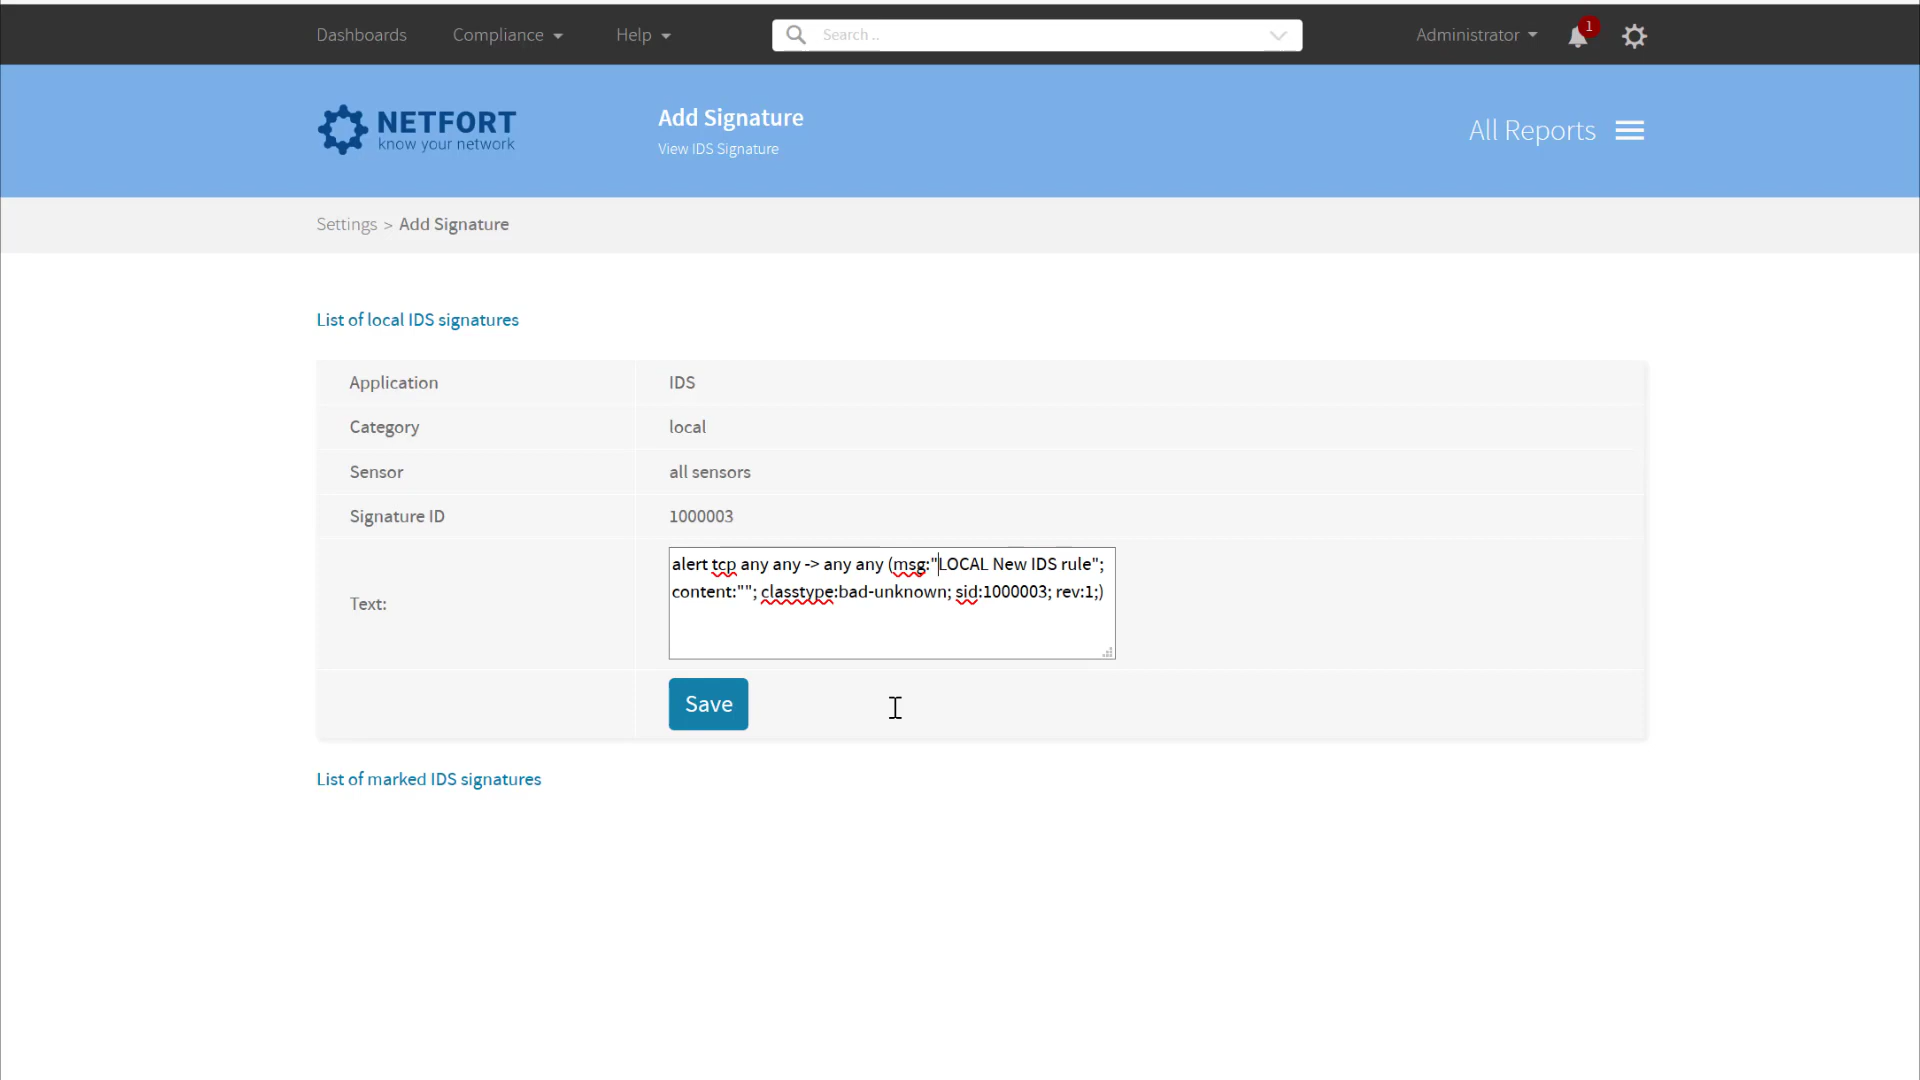 Dashboards Compliance Help Search .. Administrator 1
NETFORT
know your network
Add Signature
View IDS Signature
All Reports
Settings > Add Signature
List of local IDS signatures
Application IDS
Category local
Sensor all sensors
Signature ID 1000003
Text:
alert tcp any any -> any any (msg:"LOCAL New IDS rule";
content:""; classtype:bad-unknown; sid:1000003; rev:1;)
Save
List of marked IDS signatures